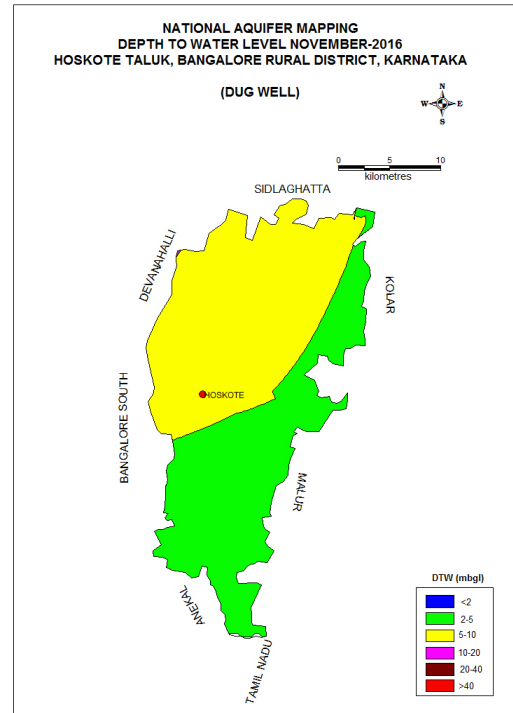 NATIONAL AQUIFER MAPPING
DEPTH TO WATER LEVEL NOVEMBER-2016
HOSKOTE TALUK, BANGALORE RURAL DISTRICT, KARNATAKA
(DUG WELL)
N
W E
S
0 5 10
kilometres
SIDLAGHATTA
DEVANAHALLI
KOLAR
HOSKOTE
BANGALORE SOUTH
MALUR
ANEKAL
TAMIL NADU
DTW (mbgl)
<2
2-5
5-10
10-20
20-40
>40